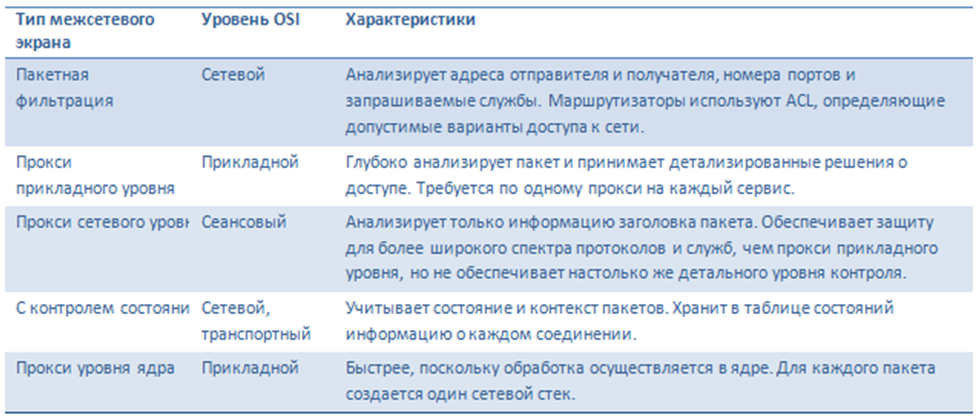 Тип межсетевого экрана Уровень OSI Характеристики
Пакетная фильтрация Сетевой Анализирует адреса отправителя и получателя, номера портов и
запрашиваемые службы. Маршрутизаторы используют ACL, определяющие
допустимые варианты доступа к сети.
Прокси прикладного уровня Прикладной Глубоко анализирует пакет и принимает детализированные решения о
доступе. Требуется по одному прокси на каждый сервис.
Прокси сетевого уровн Сеансовый Анализирует только информацию заголовка пакета. Обеспечивает защиту
для более широкого спектра протоколов и служб, чем прокси прикладного
уровня, но не обеспечивает настолько же детального уровня контроля.
С контролем состояни Сетевой, транспортный Учитывает состояние и контекст пакетов. Хранит в таблице состояний
информацию о каждом соединении.
Прокси уровня ядра Прикладной Быстрее, поскольку обработка осуществляется в ядре. Для каждого пакета
создается один сетевой стек.